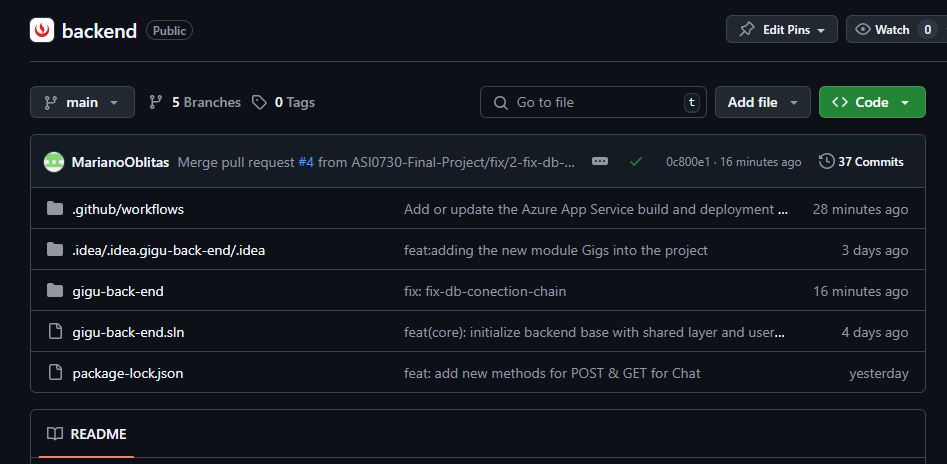 backend Public Edit Pins Watch 0
main 5 Branches 0 Tags Go to file t Add file Code
MarianoOblitas Merge pull request #4 from ASI0730-Final-Project/fix/2-fix-db-... 0c800e1 · 16 minutes ago 37 Commits
.github/workflows Add or update the Azure App Service build and deployment ... 28 minutes ago
.idea/.idea.gigu-back-end/.idea feat:adding the new module Gigs into the project 3 days ago
gigu-back-end fix: fix-db-conection-chain 16 minutes ago
gigu-back-end.sln feat(core): initialize backend base with shared layer and user... 4 days ago
package-lock.json feat: add new methods for POST & GET for Chat yesterday
README